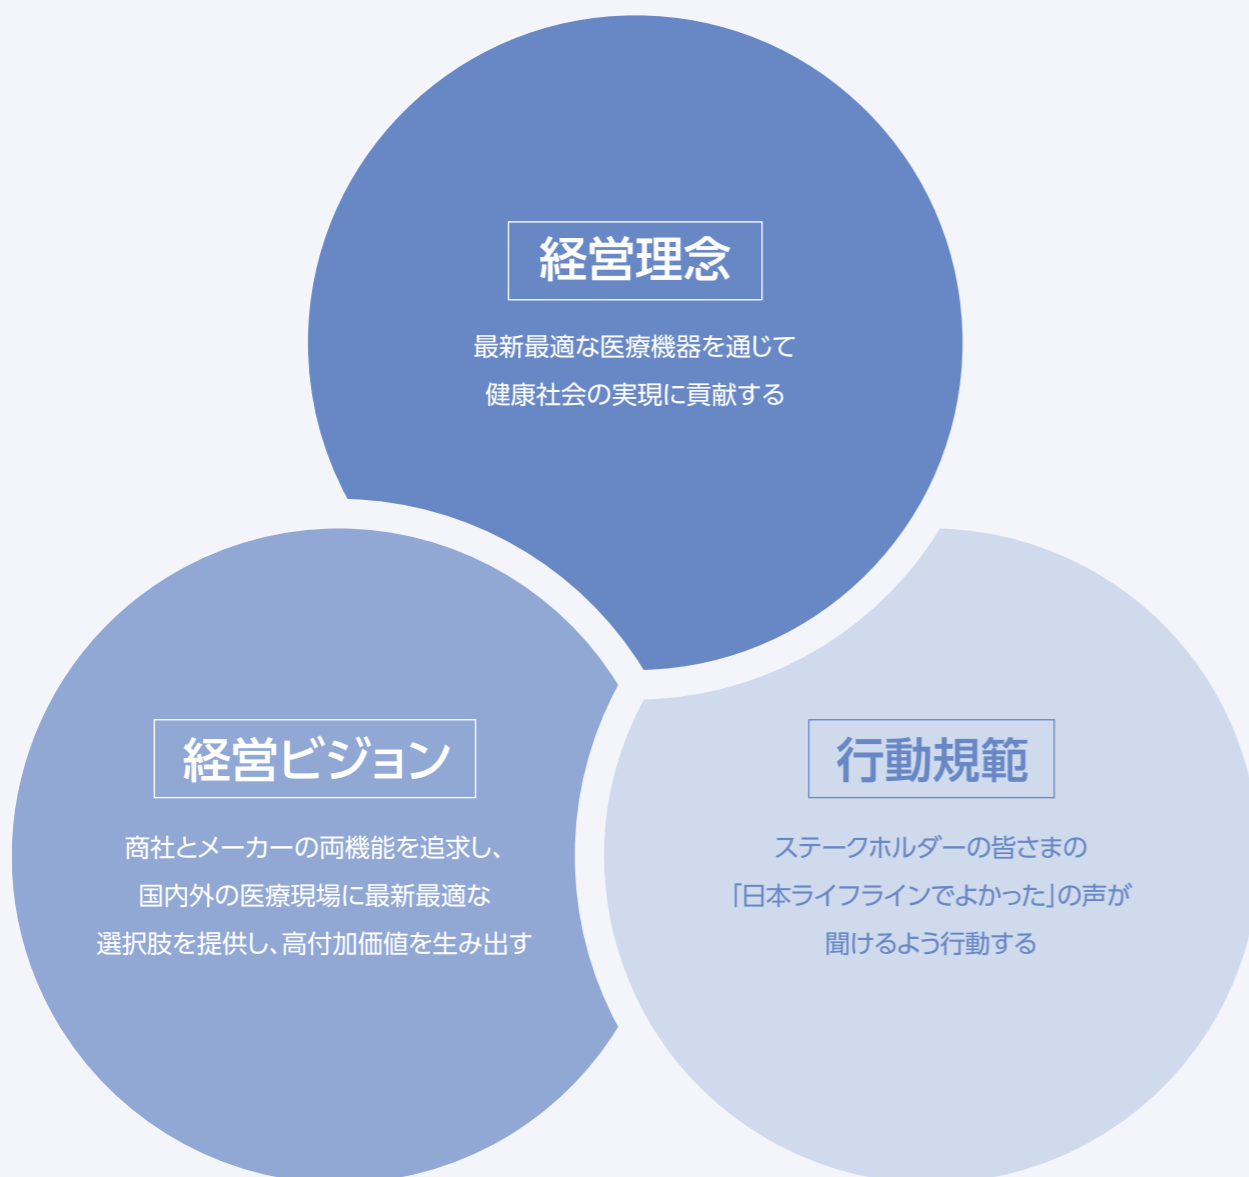 経営理念
最新最適な医療機器を通じて
健康社会の実現に貢献する
経営ビジョン
商社とメーカーの両機能を追求し、
国内外の医療現場に最新最適な
選択肢を提供し、高付加価値を生み出す
行動規範
ステークホルダーの皆さまの
「日本ライフラインでよかった」の声が
聞けるよう行動する